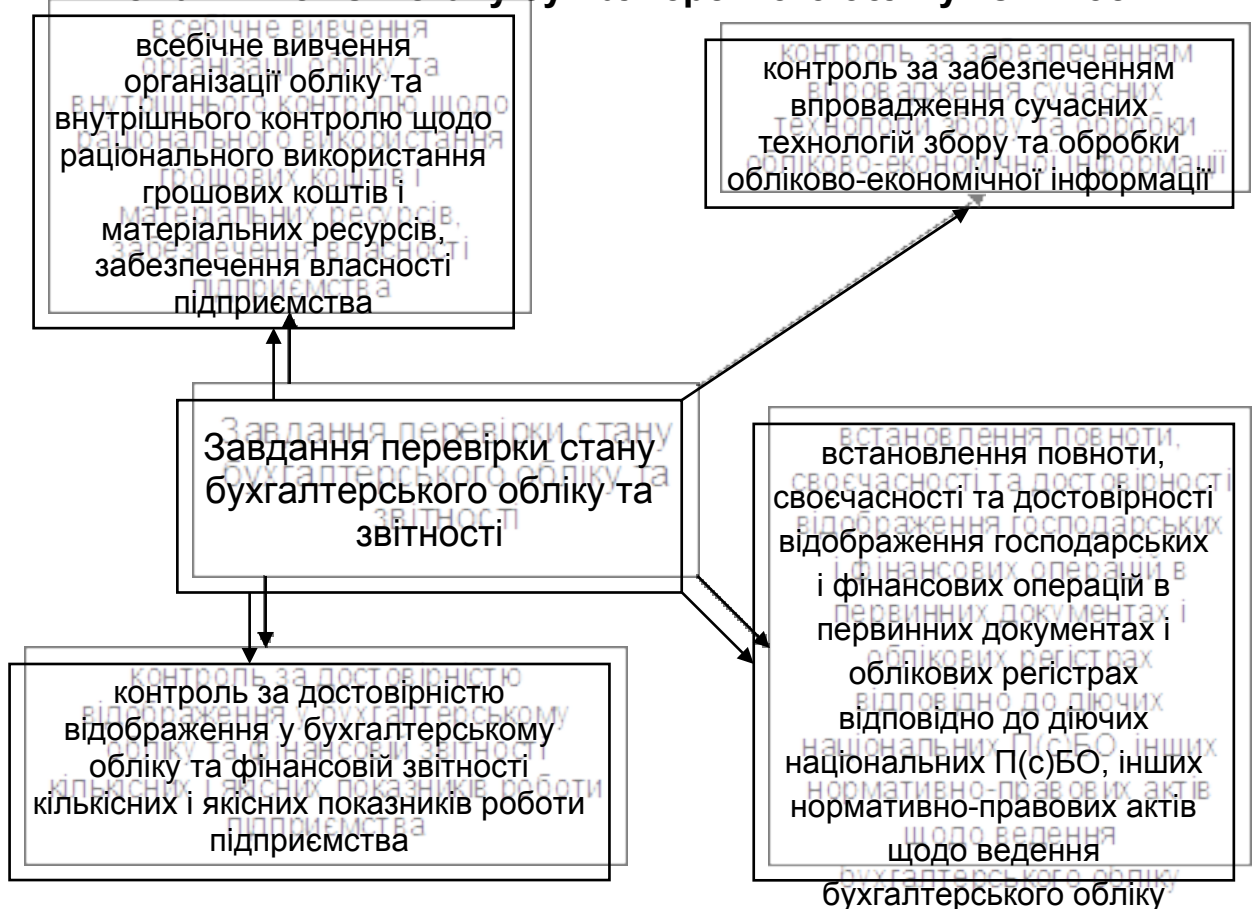 всебічне вивчення
організації обліку та
внутрішнього контролю щодо
раціонального використання
грошових коштів і
матеріальних ресурсів,
забезпечення власності
підприємства
контроль за забезпеченням
впровадження сучасних
технологій збору та обробки
обліково-економічної інформації
Завдання перевірки стану
бухгалтерського обліку та
звітності
встановлення повноти,
своєчасності та достовірності
відображення господарських
і фінансових операцій в
первинних документах і
облікових регістрах
відповідно до діючих
національних П(с)БО, інших
нормативно-правових актів
щодо ведення
бухгалтерського обліку
контроль за достовірністю
відображення у бухгалтерському
обліку та фінансовій звітності
кількісних і якісних показників роботи
підприємства